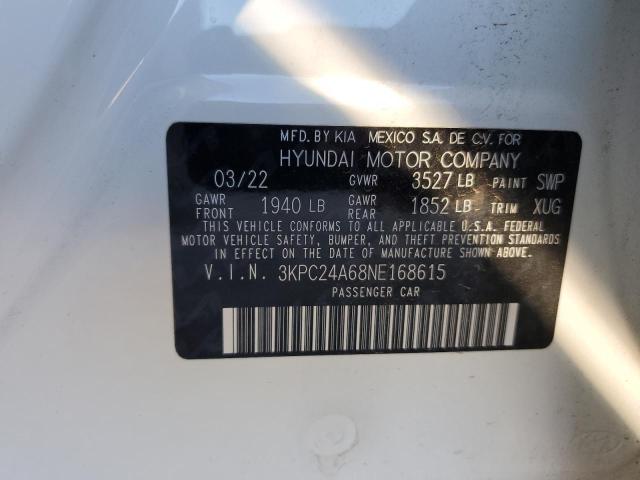 MFD. BY KIA MEXICO S.A. DE C.V. FOR
HYUNDAI MOTOR COMPANY
03/22 GVWR 3527 LB PAINT SWP
GAWR FRONT 1940 LB GAWR REAR 1852 LB TRIM XUG
THIS VEHICLE CONFORMS TO ALL APPLICABLE U.S.A. FEDERAL
MOTOR VEHICLE SAFETY, BUMPER, AND THEFT PREVENTION STANDARDS
IN EFFECT ON THE DATE OF MANUFACTURE SHOWN ABOVE.
V.I.N. 3KPC24A68NE168615
PASSENGER CAR